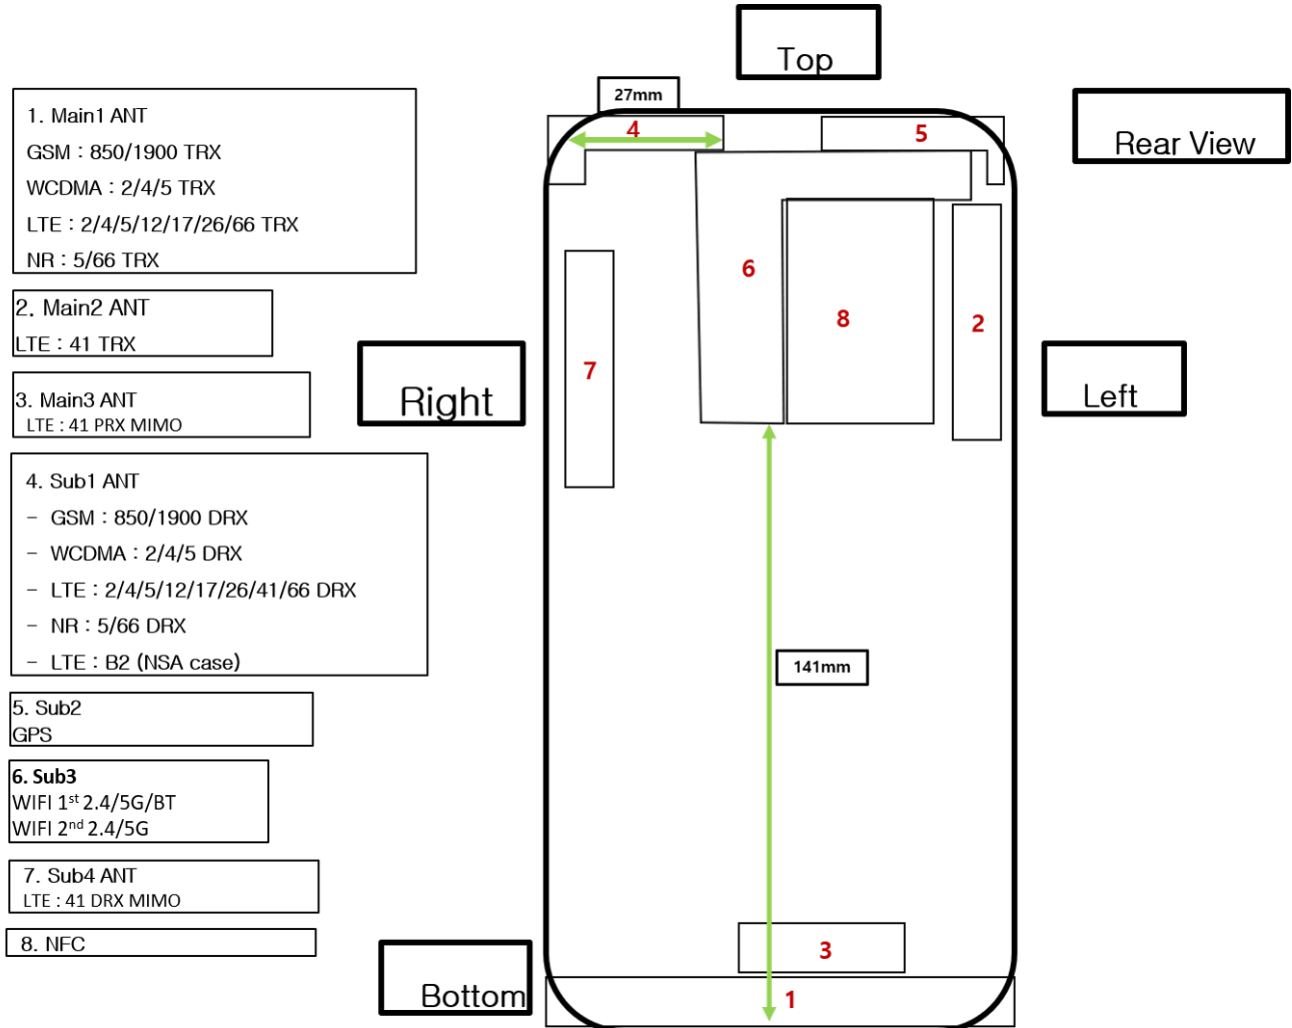 Top
27mm
Rear View
1. Main1 ANT
GSM : 850/1900 TRX
WCDMA : 2/4/5 TRX
LTE : 2/4/5/12/17/26/66 TRX
NR : 5/66 TRX
2. Main2 ANT
LTE : 41 TRX
3. Main3 ANT
LTE : 41 PRX MIMO
4. Sub1 ANT
- GSM : 850/1900 DRX
- WCDMA : 2/4/5 DRX
- LTE : 2/4/5/12/17/26/41/66 DRX
- NR : 5/66 DRX
- LTE : B2 (NSA case)
5. Sub2
GPS
6. Sub3
WIFI 1st 2.4/5G/BT
WIFI 2nd 2.4/5G
7. Sub4 ANT
LTE : 41 DRX MIMO
8. NFC
4
5
6
8
2
7
Right
Left
141mm
3
1
Bottom